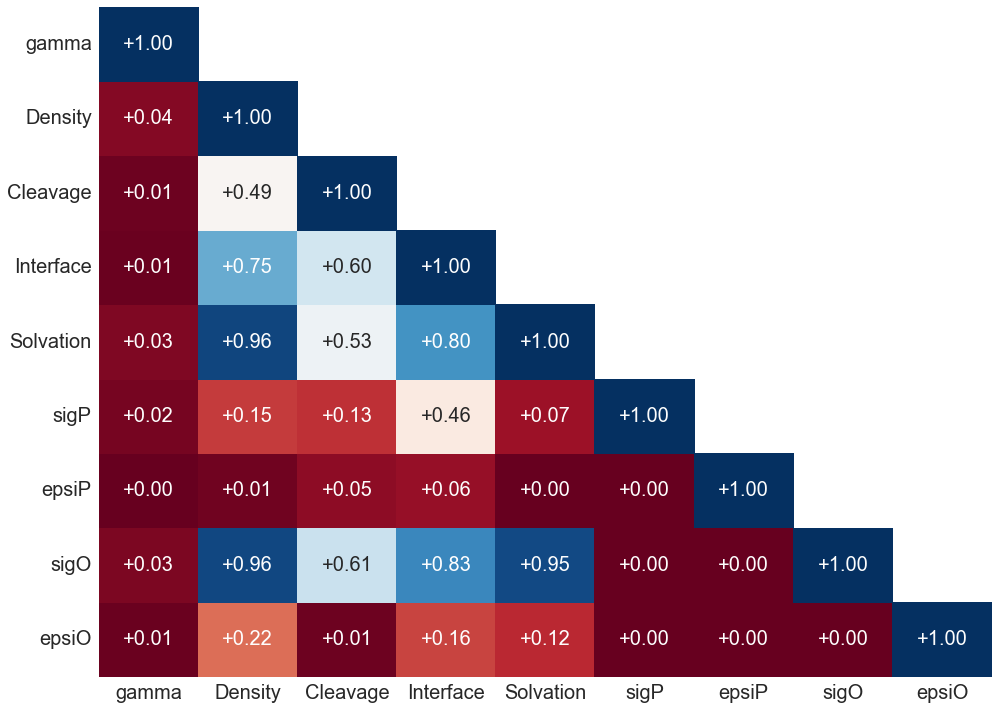 gamma +1.00
Density +0.04 +1.00
Cleavage +0.01 +0.49 +1.00
Interface +0.01 +0.75 +0.60 +1.00
Solvation +0.03 +0.96 +0.53 +0.80 +1.00
sigP +0.02 +0.15 +0.13 +0.46 +0.07 +1.00
epsiP +0.00 +0.01 +0.05 +0.06 +0.00 +0.00 +1.00
sigO +0.03 +0.96 +0.61 +0.83 +0.95 +0.00 +0.00 +1.00
epsiO +0.01 +0.22 +0.01 +0.16 +0.12 +0.00 +0.00 +0.00 +1.00
gamma Density Cleavage Interface Solvation sigP epsiP sigO epsiO